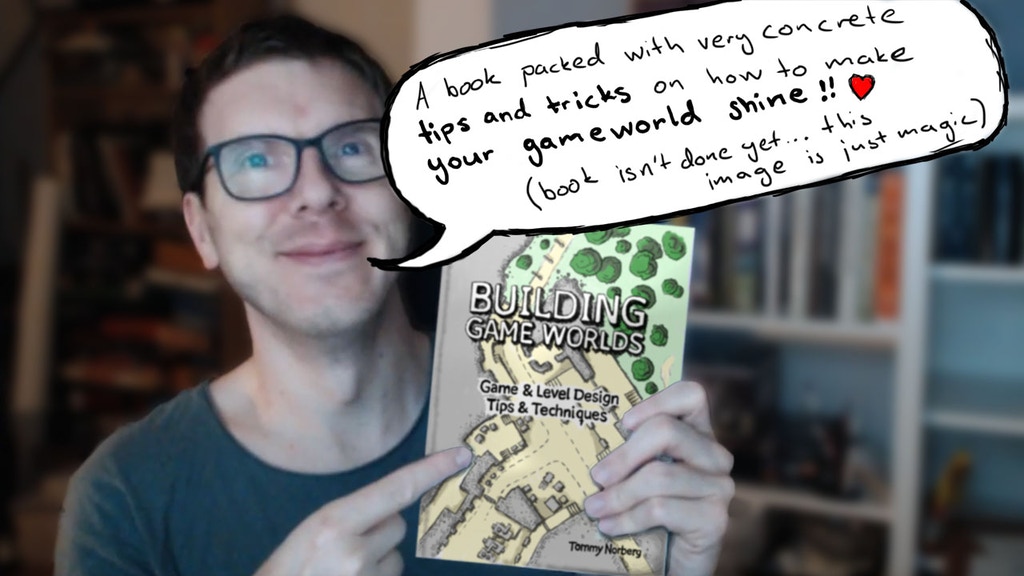 A book packed with very concrete
tips and tricks on how to make
your gameworld shine!! ❤
(book isn't done yet... this
image is just magic)
BUILDING
GAME WORLDS
Game & Level Design
Tips & Techniques
Tommy Norberg